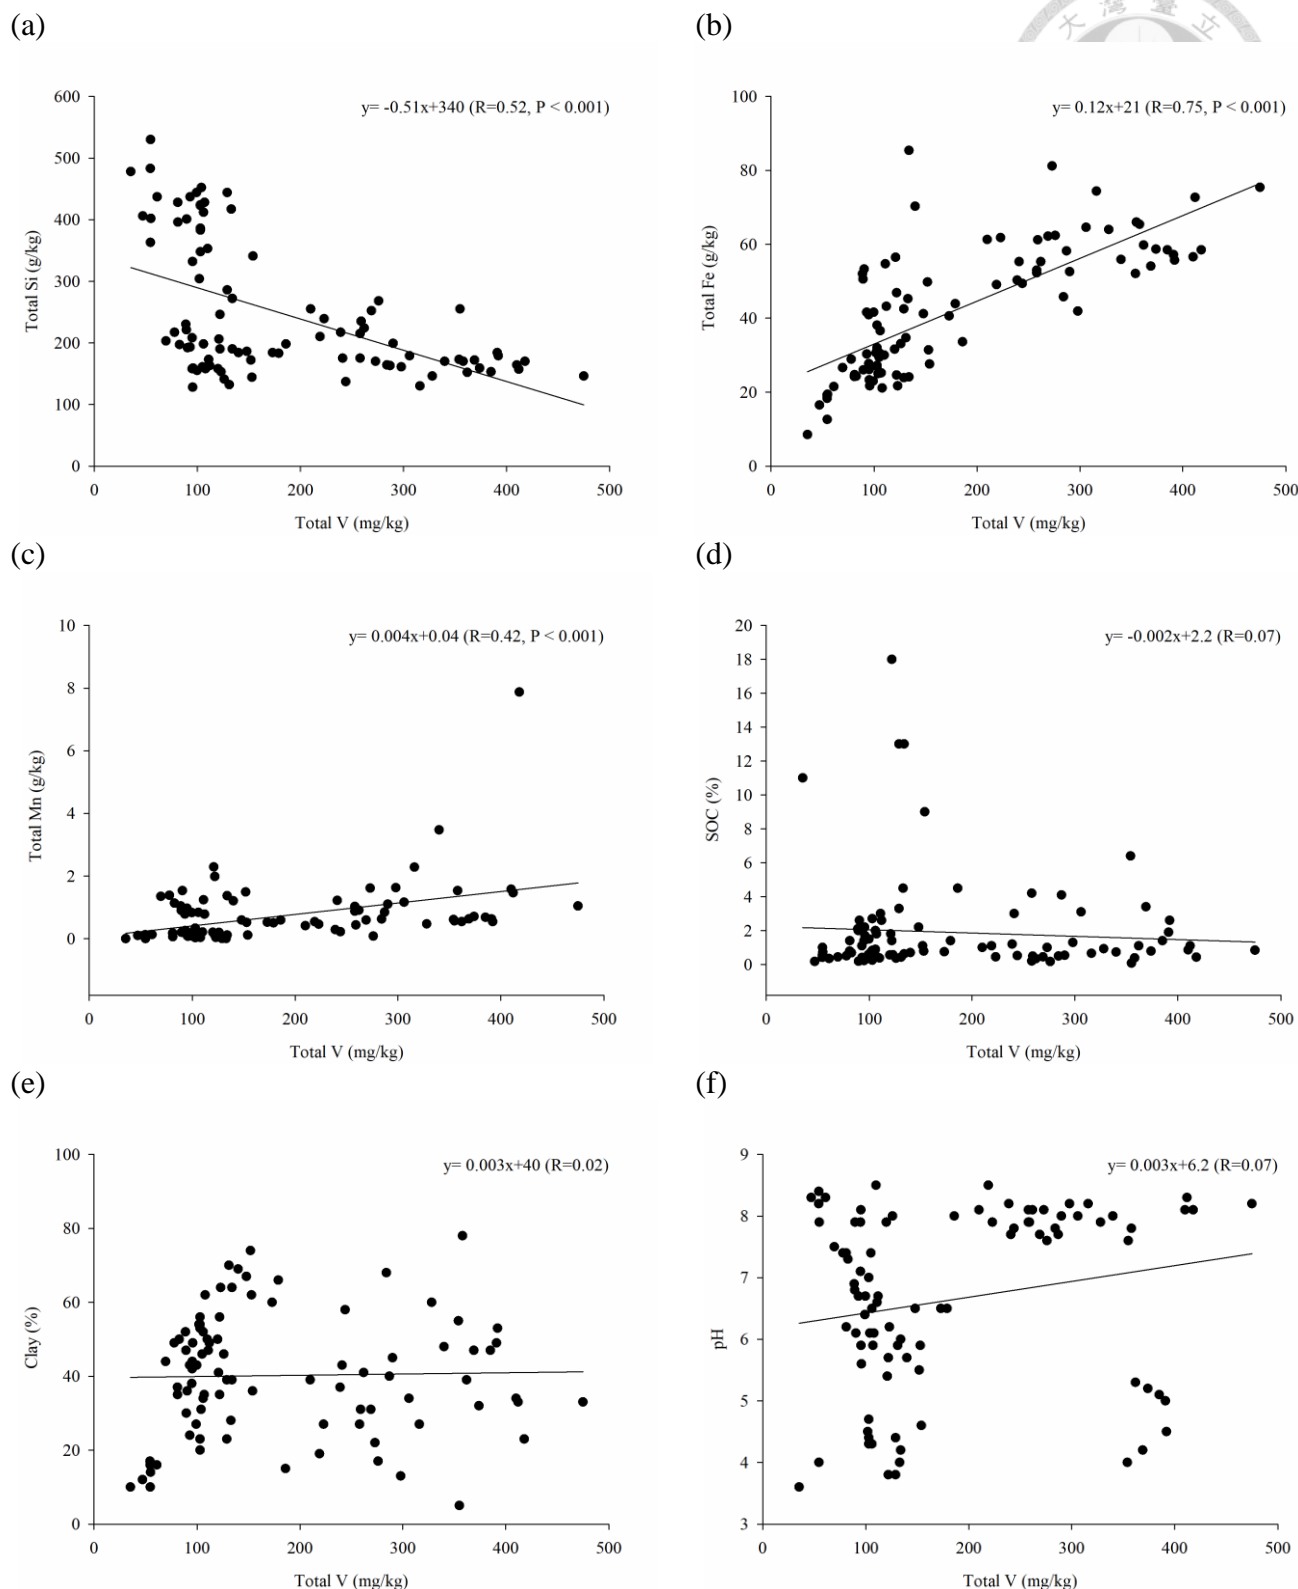 大 灣 臺 立
(a)
y= -0.51x+340 (R=0.52, P < 0.001)
600
500
400
300
200
100
0
Total Si (g/kg)
0 100 200 300 400 500
Total V (mg/kg)
(b)
y= 0.12x+21 (R=0.75, P < 0.001)
100
80
60
40
20
0
Total Fe (g/kg)
0 100 200 300 400 500
Total V (mg/kg)
(c)
y= 0.004x+0.04 (R=0.42, P < 0.001)
10
8
6
4
2
0
Total Mn (g/kg)
0 100 200 300 400 500
Total V (mg/kg)
(d)
y= -0.002x+2.2 (R=0.07)
20
18
16
14
12
10
8
6
4
2
0
SOC (%)
0 100 200 300 400 500
Total V (mg/kg)
(e)
y= 0.003x+40 (R=0.02)
100
80
60
40
20
0
Clay (%)
0 100 200 300 400 500
Total V (mg/kg)
(f)
y= 0.003x+6.2 (R=0.07)
9
8
7
6
5
4
3
pH
0 100 200 300 400 500
Total V (mg/kg)